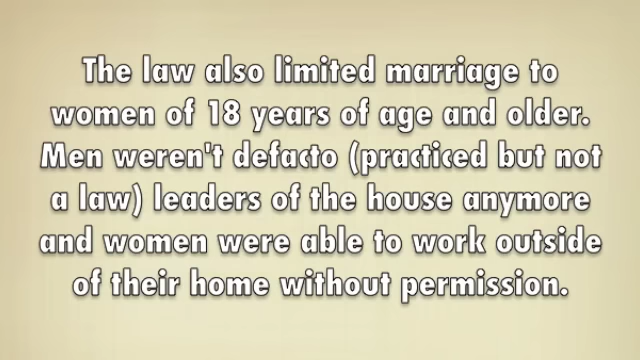 The law also limited marriage to
women of 18 years of age and older.
Men weren't defacto (practiced but not
a law) leaders of the house anymore
and women were able to work outside
of their home without permission.